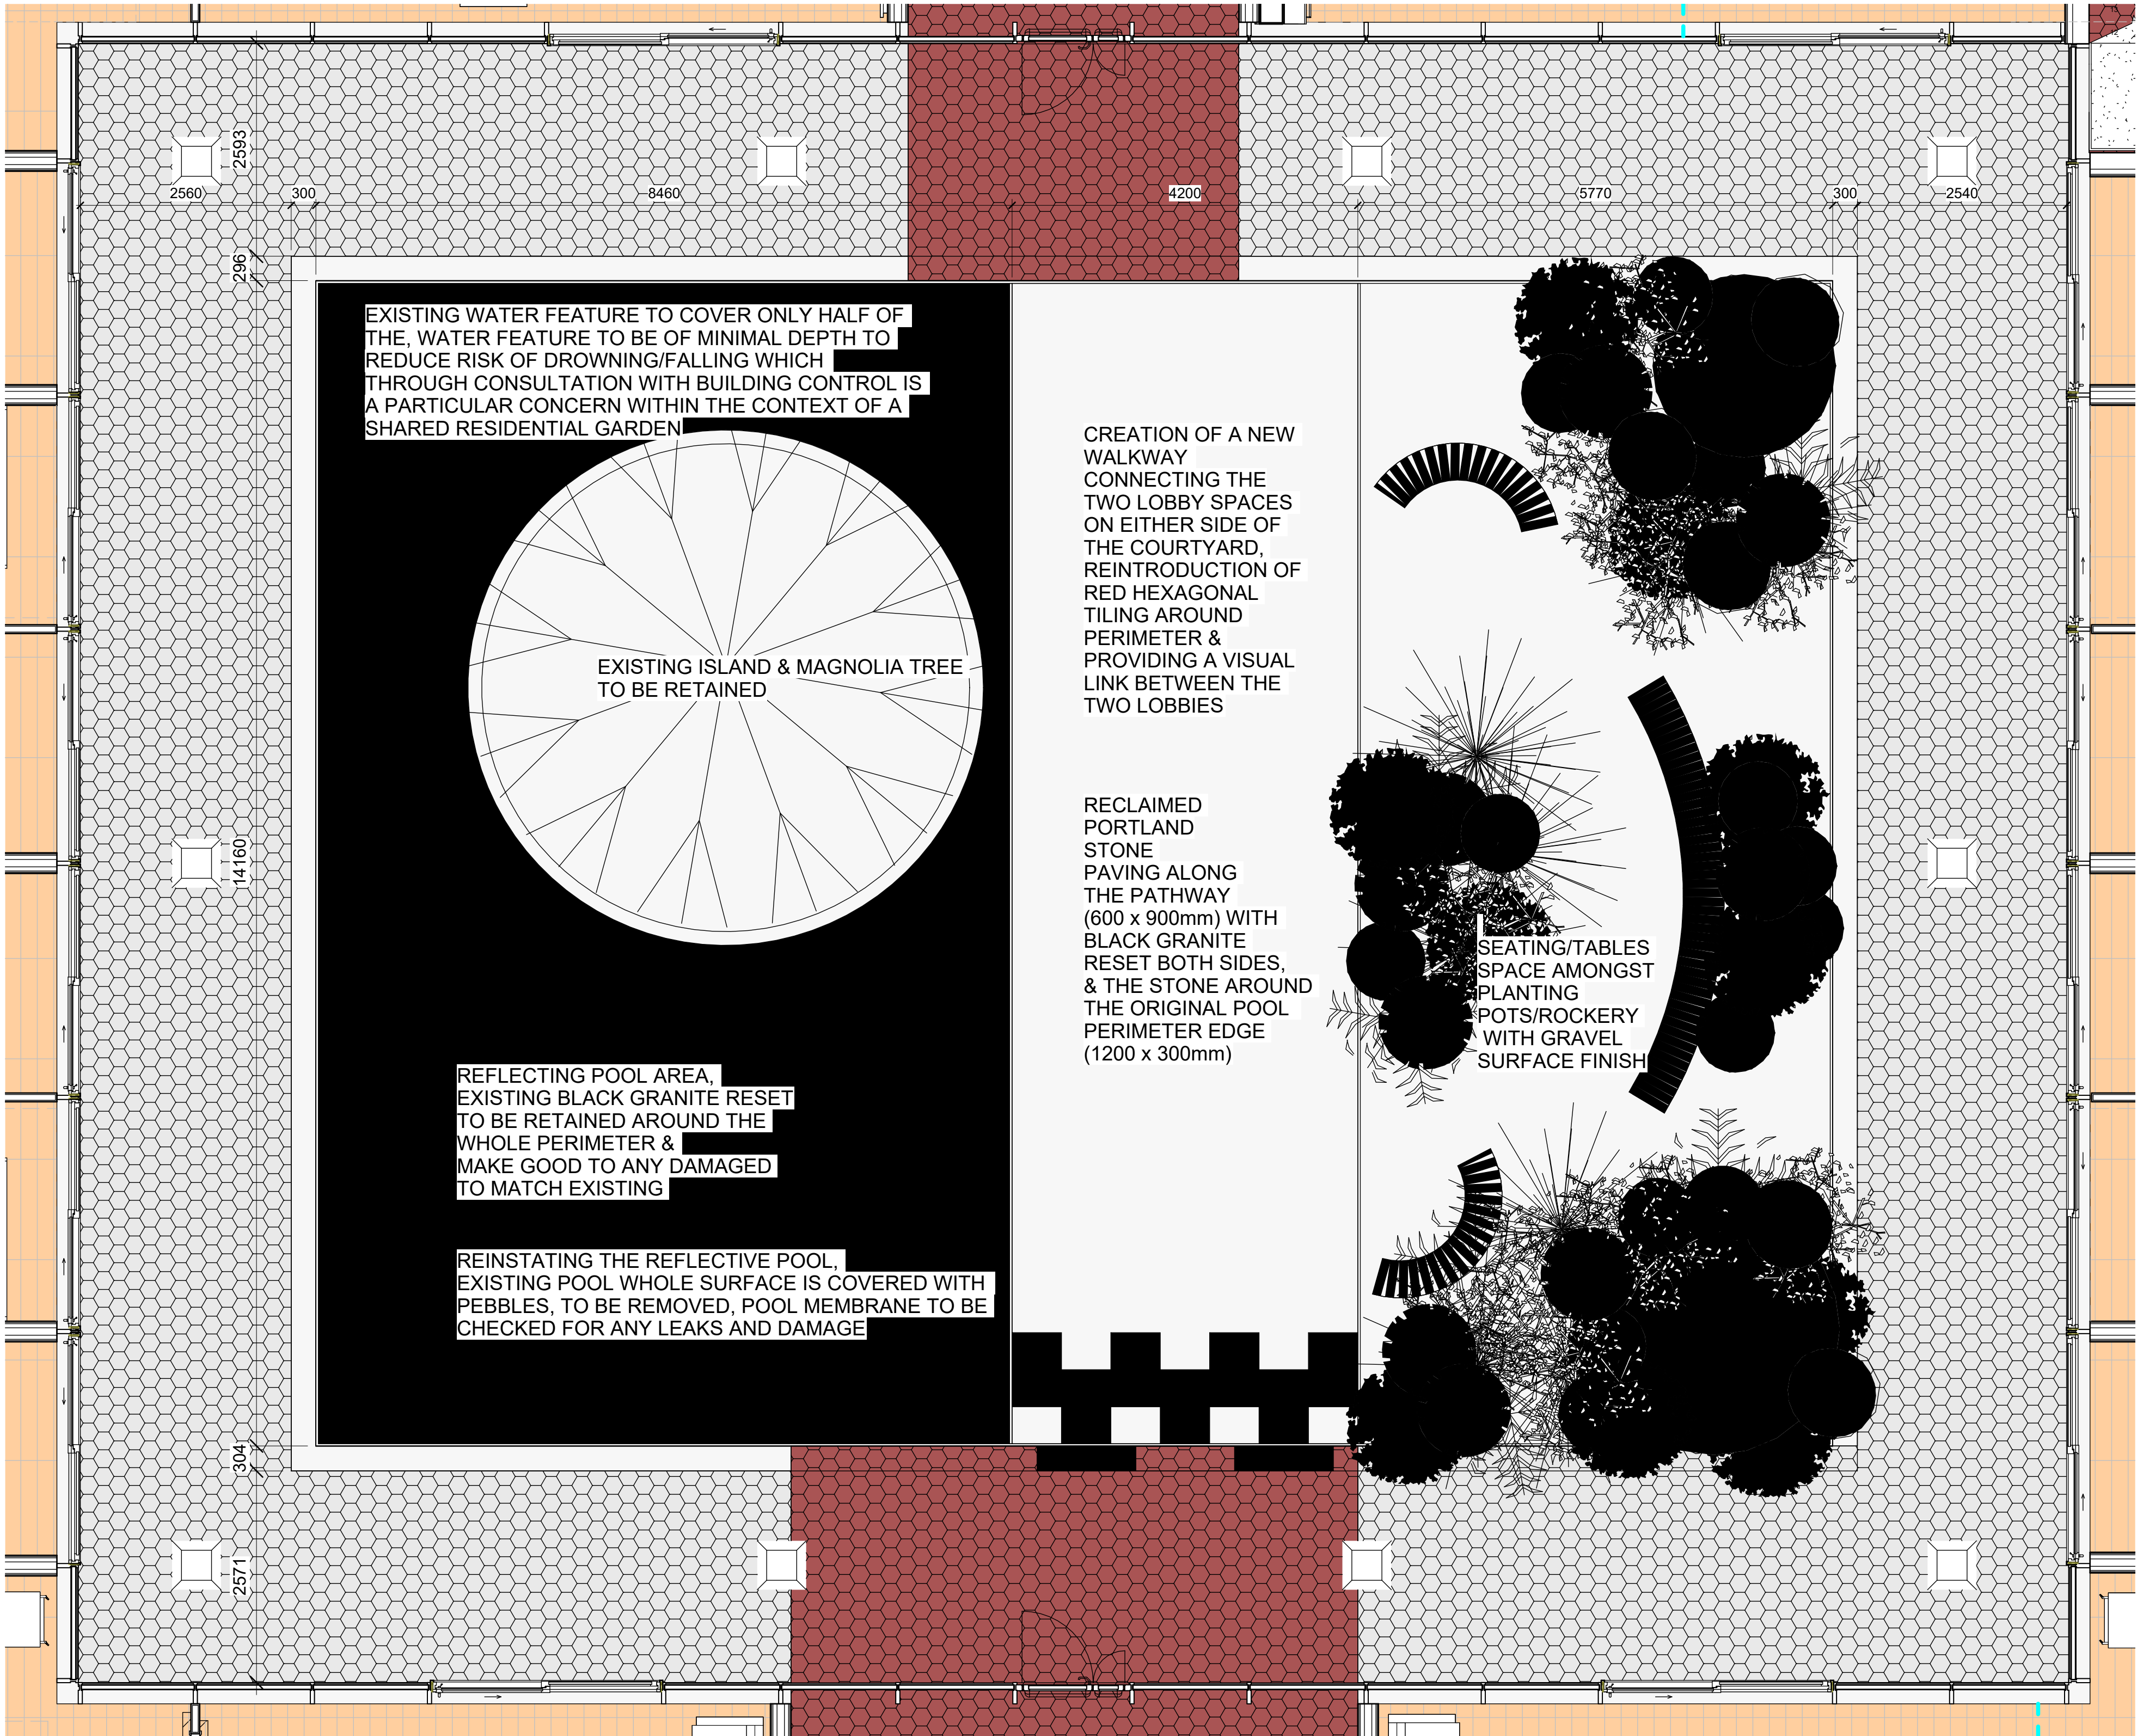 2593
2560
300
8460
4200
5770
300
2540
296
EXISTING WATER FEATURE TO COVER ONLY HALF OF
THE, WATER FEATURE TO BE OF MINIMAL DEPTH TO
REDUCE RISK OF DROWNING/FALLING WHICH
THROUGH CONSULTATION WITH BUILDING CONTROL IS
A PARTICULAR CONCERN WITHIN THE CONTEXT OF A
SHARED RESIDENTIAL GARDEN
EXISTING ISLAND & MAGNOLIA TREE
TO BE RETAINED
CREATION OF A NEW
WALKWAY
CONNECTING THE
TWO LOBBY SPACES
ON EITHER SIDE OF
THE COURTYARD,
REINTRODUCTION OF
RED HEXAGONAL
TILING AROUND
PERIMETER &
PROVIDING A VISUAL
LINK BETWEEN THE
TWO LOBBIES
14160
RECLAIMED
PORTLAND
STONE
PAVING ALONG
THE PATHWAY
(600 x 900mm) WITH
BLACK GRANITE
RESET BOTH SIDES,
& THE STONE AROUND
THE ORIGINAL POOL
PERIMETER EDGE
(1200 x 300mm)
SEATING/TABLES
SPACE AMONGST
PLANTING
POTS/ROCKERY
WITH GRAVEL
SURFACE FINISH
REFLECTING POOL AREA,
EXISTING BLACK GRANITE RESET
TO BE RETAINED AROUND THE
WHOLE PERIMETER &
MAKE GOOD TO ANY DAMAGED
TO MATCH EXISTING
REINSTATING THE REFLECTIVE POOL,
EXISTING POOL WHOLE SURFACE IS COVERED WITH
PEBBLES, TO BE REMOVED, POOL MEMBRANE TO BE
CHECKED FOR ANY LEAKS AND DAMAGE
304
2571